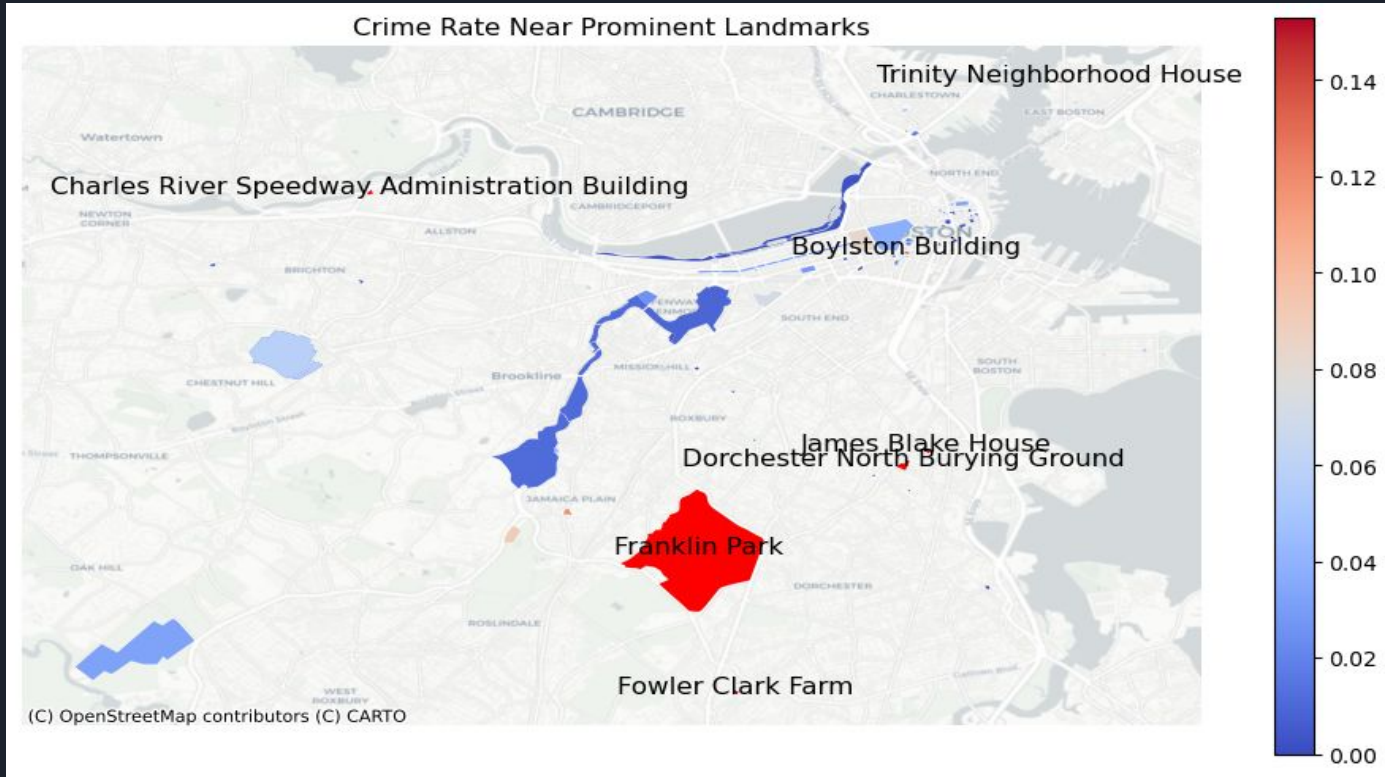 Crime Rate Near Prominent Landmarks
Trinity Neighborhood House
CAMBRIDGE
CHARLESTOWN
EAST BOSTON
Watertown
NORTH END
Charles River Speedway Administration Building
CAMBRIDGEPORT
NEWTON
CORNER
ALLSTON
STON
Boylston Building
BRIGHTON
SOUTH END
MISSION HILL
SOUTH
BOSTON
Brookline
CHESTNUT HILL
Boylston Street
ROXBURY
James Blake House
THOMPSONVILLE
Dorchester North Burying Ground
JAMAICA PLAIN
Franklin Park
OAK HILL
DORCHESTER
ROSLINDALE
Fowler Clark Farm
WEST
ROXBURY
(C) OpenStreetMap contributors (C) CARTO
0.14
0.12
0.10
0.08
0.06
0.04
0.02
0.00